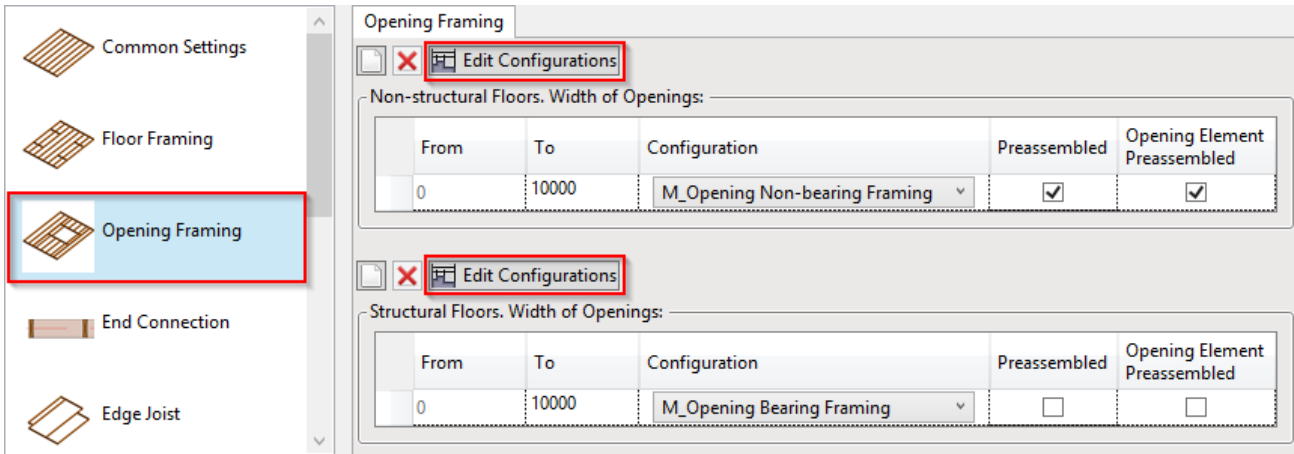 Common Settings
Floor Framing
Opening Framing
End Connection
Edge Joist
Opening Framing
Edit Configurations
Non-structural Floors. Width of Openings:
From To Configuration Preassembled Opening Element Preassembled
0 10000 M_Opening Non-bearing Framing
Edit Configurations
Structural Floors. Width of Openings:
From To Configuration Preassembled Opening Element Preassembled
0 10000 M_Opening Bearing Framing